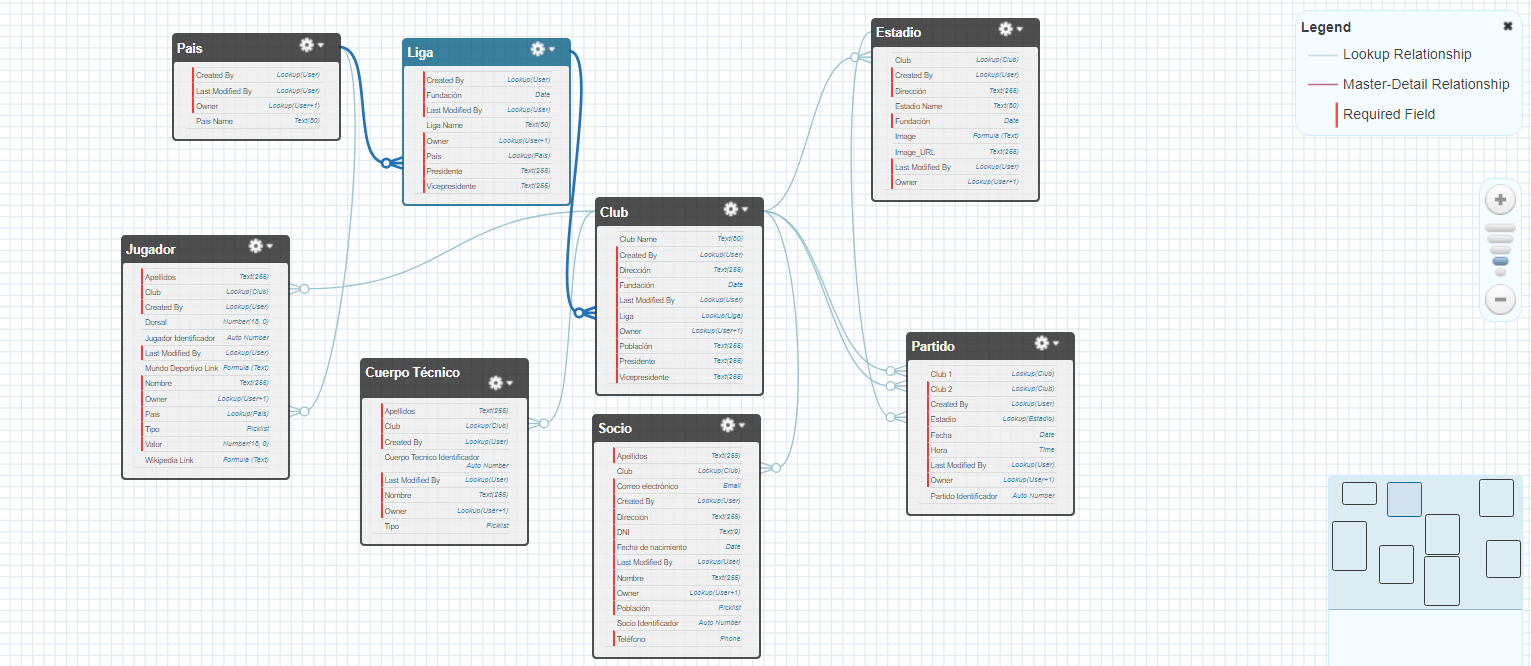 Pais
Created By Lookup(User)
Last Modified By Lookup(User)
Owner Lookup(User+1)
Pais Name Text(80)
Liga
Created By Lookup(User)
Fundación Date
Last Modified By Lookup(User)
Liga Name Text(80)
Owner Lookup(User+1)
Pais Lookup(Pais)
Presidente Text(255)
Vicepresidente Text(255)
Estadio
Club Lookup(Club)
Created By Lookup(User)
Dirección Text(255)
Estadio Name Text(80)
Fundación Date
Image Formula (Text)
Image_URL Text(255)
Last Modified By Lookup(User)
Owner Lookup(User+1)
Legend
Lookup Relationship
Master-Detail Relationship
Required Field
Jugador
Apellidos Text(255)
Club Lookup(Club)
Created By Lookup(User)
Dorsal Number(18, 0)
Jugador Identificador Auto Number
Last Modified By Lookup(User)
Mundo Deportivo Link Formula (Text)
Nombre Text(255)
Owner Lookup(User+1)
Pais Lookup(Pais)
Tipo Picklist
Valor Number(18, 0)
Wikipedia Link Formula (Text)
Club
Club Name Text(80)
Created By Lookup(User)
Dirección Text(255)
Fundación Date
Last Modified By Lookup(User)
Liga Lookup(Liga)
Owner Lookup(User+1)
Población Text(255)
Presidente Text(255)
Vicepresidente Text(255)
Cuerpo Técnico
Apellidos Text(255)
Club Lookup(Club)
Created By Lookup(User)
Cuerpo Tecnico Identificador
Auto Number
Last Modified By Lookup(User)
Nombre Text(255)
Owner Lookup(User+1)
Tipo Picklist
Socio
Apellidos Text(255)
Club Lookup(Club)
Correo electrónico Email
Created By Lookup(User)
Dirección Text(255)
DNI Text(9)
Fecha de nacimiento Date
Last Modified By Lookup(User)
Nombre Text(255)
Owner Lookup(User+1)
Población Picklist
Socio Identificador Auto Number
Teléfono Phone
Partido
Club 1 Lookup(Club)
Club 2 Lookup(Club)
Created By Lookup(User)
Estadio Lookup(Estadio)
Fecha Date
Hora Time
Last Modified By Lookup(User)
Owner Lookup(User+1)
Partido Identificador Auto Number